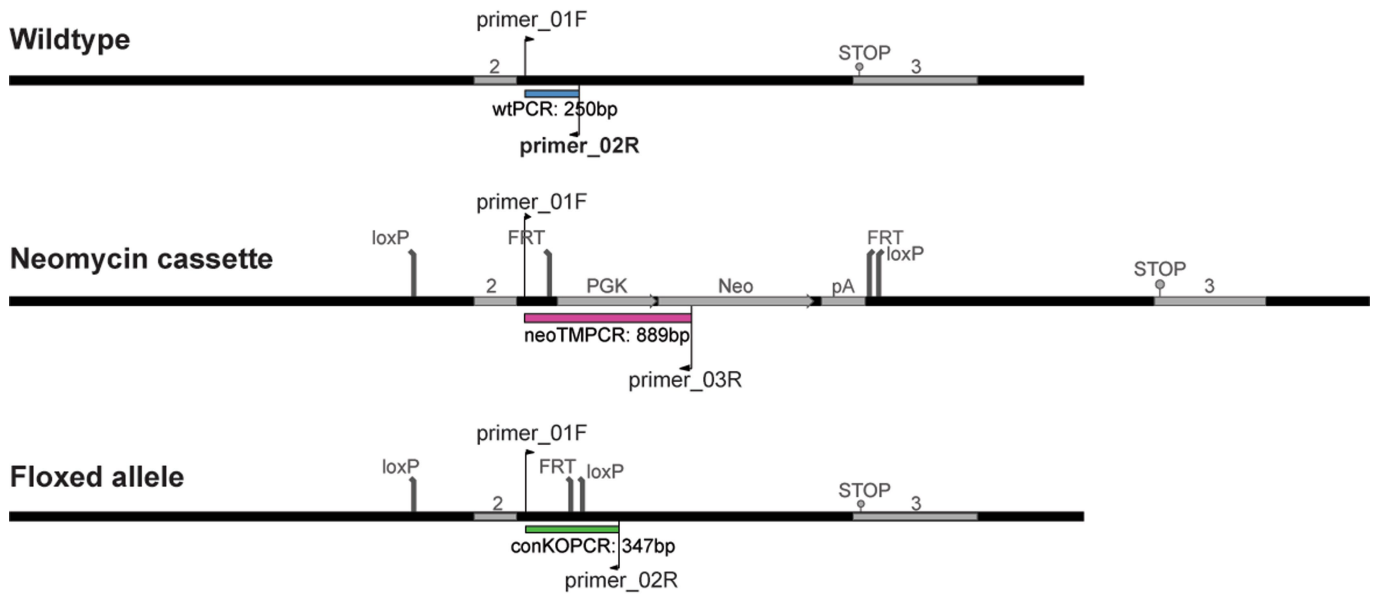 primer_01F
Wildtype
STOP
2
3
wtPCR: 250bp
primer_02R
primer_01F
loxP
FRT
FRT
loxP
Neomycin cassette
STOP
2
PGK
Neo
pA
3
neoTMPCR: 889bp
primer_03R
primer_01F
loxP
FRT
loxP
Floxed allele
STOP
2
3
conKOPCR: 347bp
primer_02R